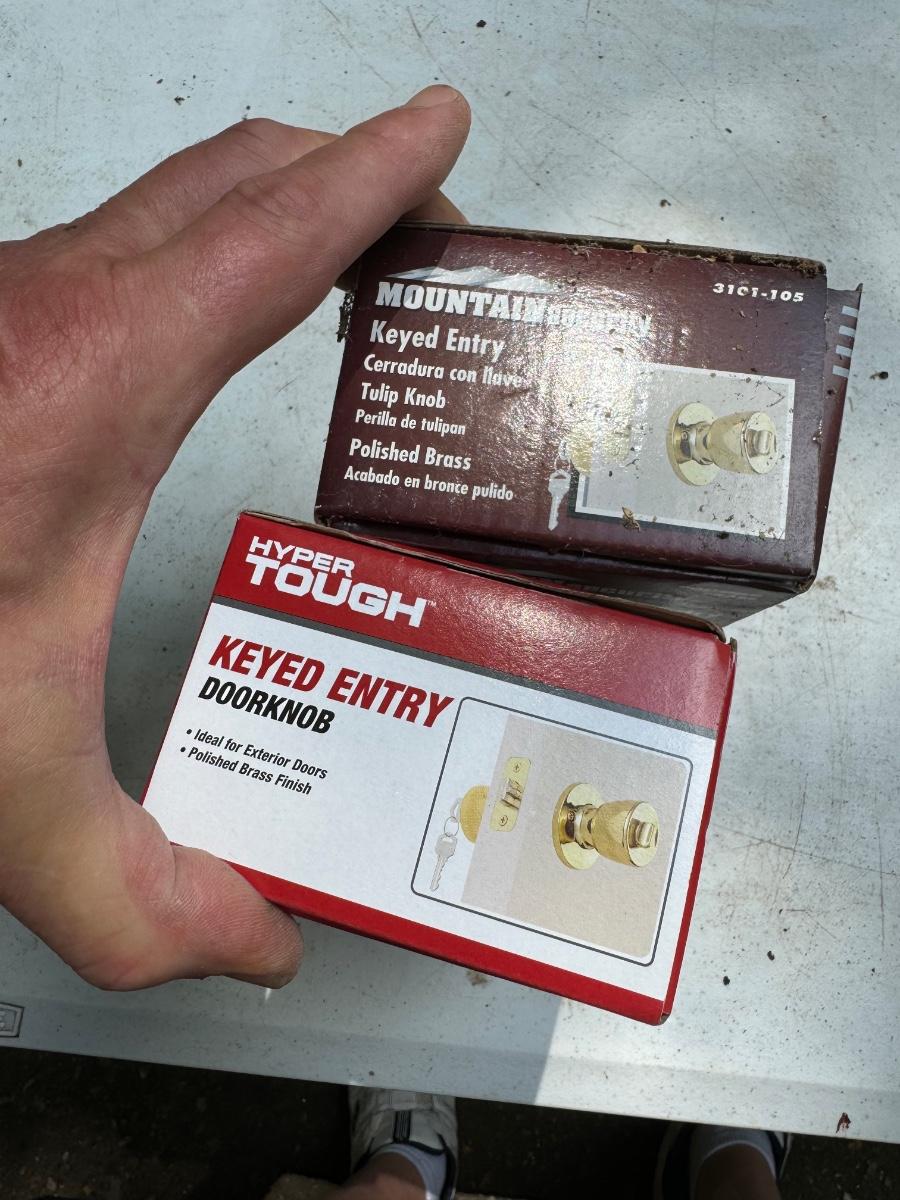 MOUNTAIN
3101-105
Keyed Entry
Cerradura con llave
Tulip Knob
Perilla de tulipan
Polished Brass
Acabado en bronce pulido
HYPER
TOUGH™
KEYED ENTRY
DOORKNOB
• Ideal for Exterior Doors
• Polished Brass Finish